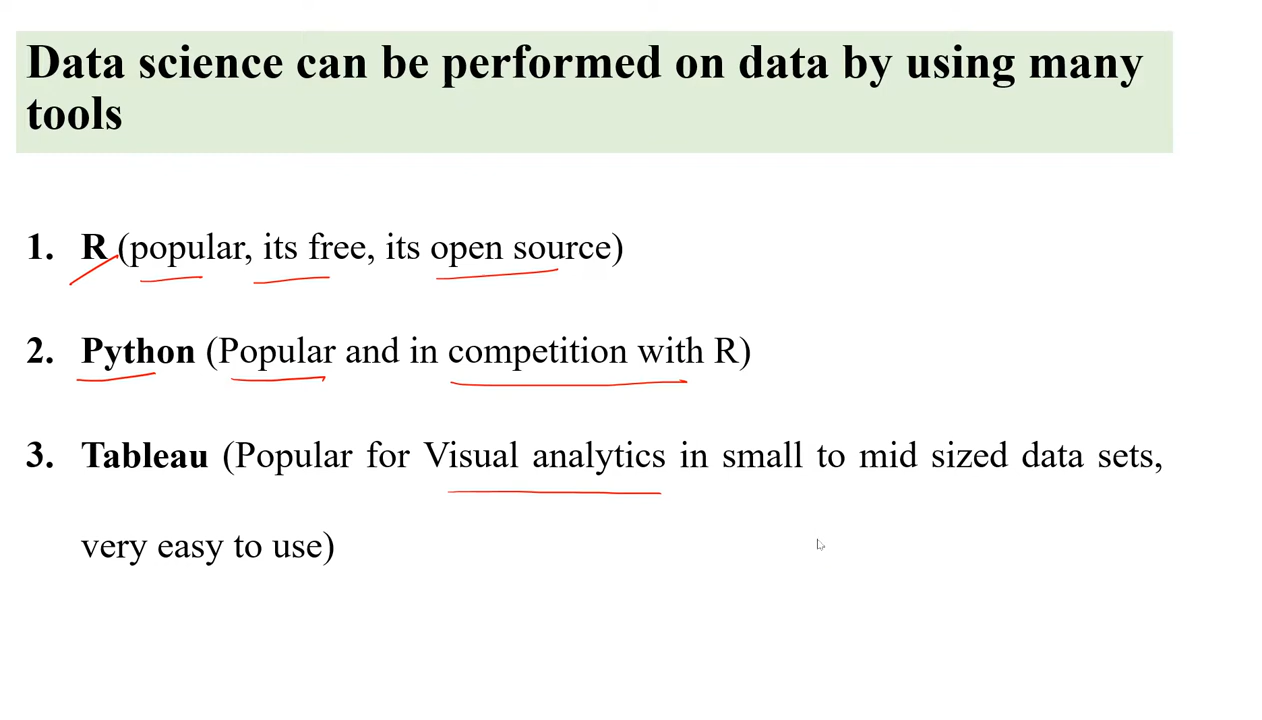 Data science can be performed on data by using many
tools
1. R (popular, its free, its open source)
2. Python (Popular and in competition with R)
3. Tableau (Popular for Visual analytics in small to mid sized data sets,
very easy to use)